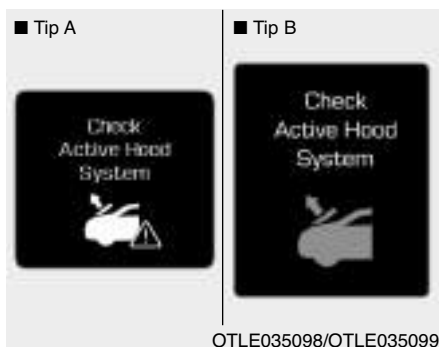 ■ Tip A
Check
Active Hood
System
■ Tip B
Check
Active Hood
System
OTLE035098/OTLE035099